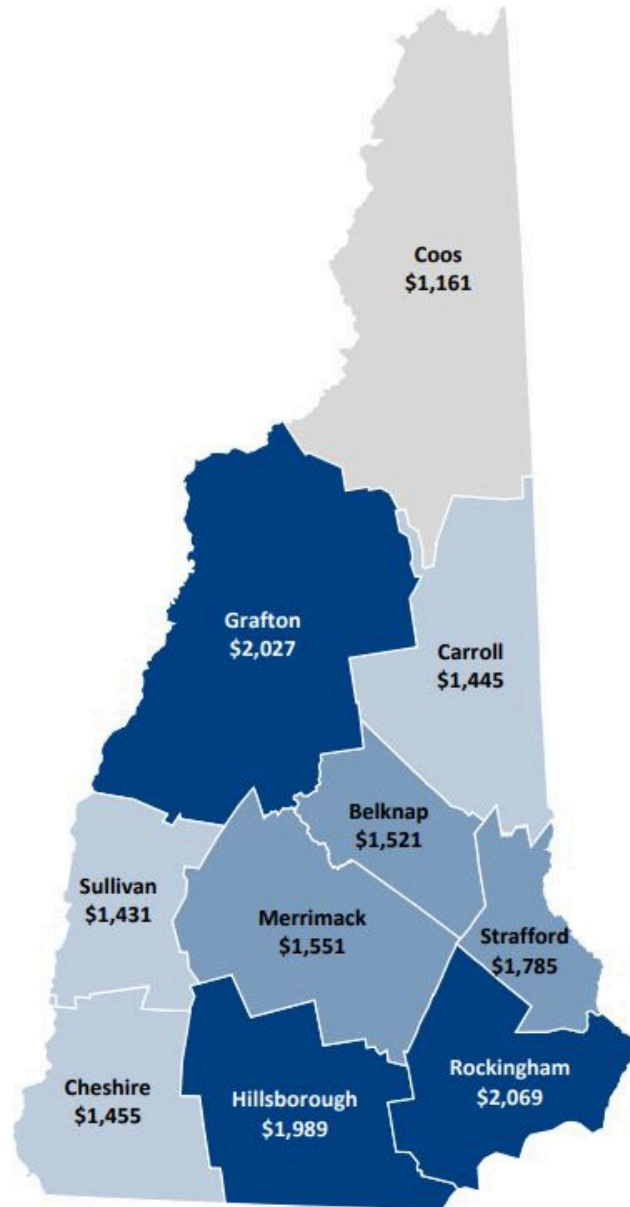 Coos
$1,161
Grafton
$2,027
Carroll
$1,445
Belknap
$1,521
Sullivan
$1,431
Merrimack
$1,551
Strafford
$1,785
Cheshire
$1,455
Hillsborough
$1,989
Rockingham
$2,069